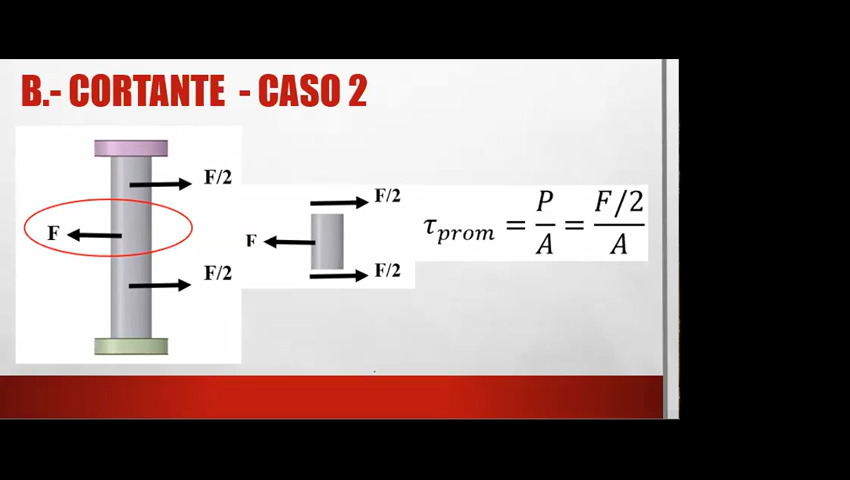 B.- CORTANTE - CASO 2
F/2
F
F/2
F/2
F
F/2
τ_prom = P/A = F/2/A